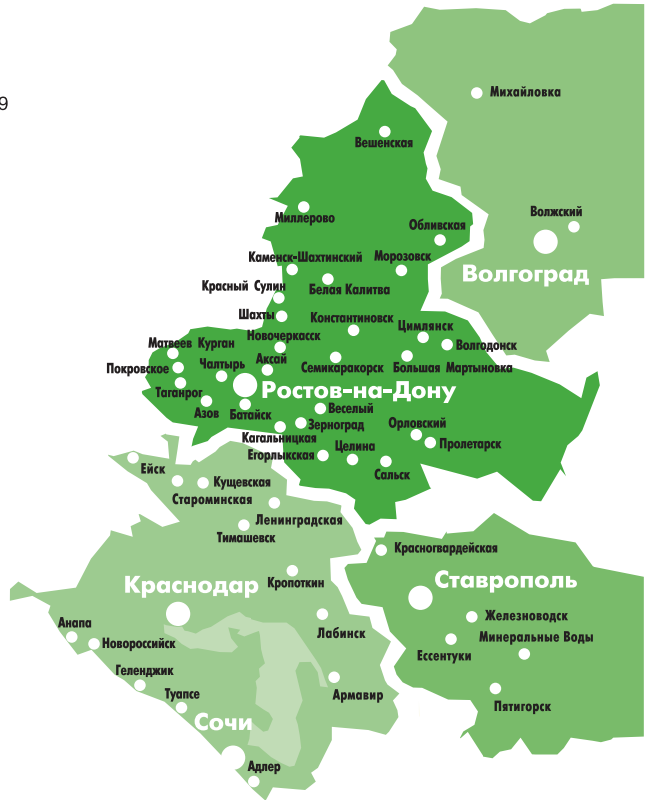 Михайловка
9
Вешенская
Миллерово
Волжский
Обливская
Каменск-Шахтинский
Морозовск
Волгоград
Красный Сулин
Белая Калитва
Шахты
Константиновск
Цимлянск
Новочеркасск
Матвеев Курган
Волгодонск
Аксай
Чалтырь
Покровское
Семикаракорск
Большая Мартыновка
Ростов-на-Дону
Таганрог
Азов
Батайск
Веселый
Зерноград
Орловский
Кагальницкая
Целина
Пролетарск
Егорлыкская
Ейск
Сальск
Кущевская
Староминская
Ленинградская
Тимашевск
Красногвардейская
Краснодар
Кропоткин
Ставрополь
Железноводск
Анапа
Лабинск
Минеральные Воды
Новороссийск
Ессентуки
Геленджик
Туапсе
Армавир
Пятигорск
Сочи
Адлер